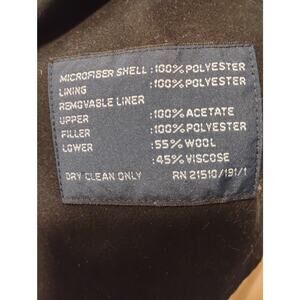 MICROFIBER SHELL :100% POLYESTER
LINING :100% POLYESTER
REMOVABLE LINER
UPPER :100% ACETATE
FILLER :100% POLYESTER
LOWER :55% WOOL
:45% VISCOSE
DRY CLEAN ONLY RN 21510/191/1